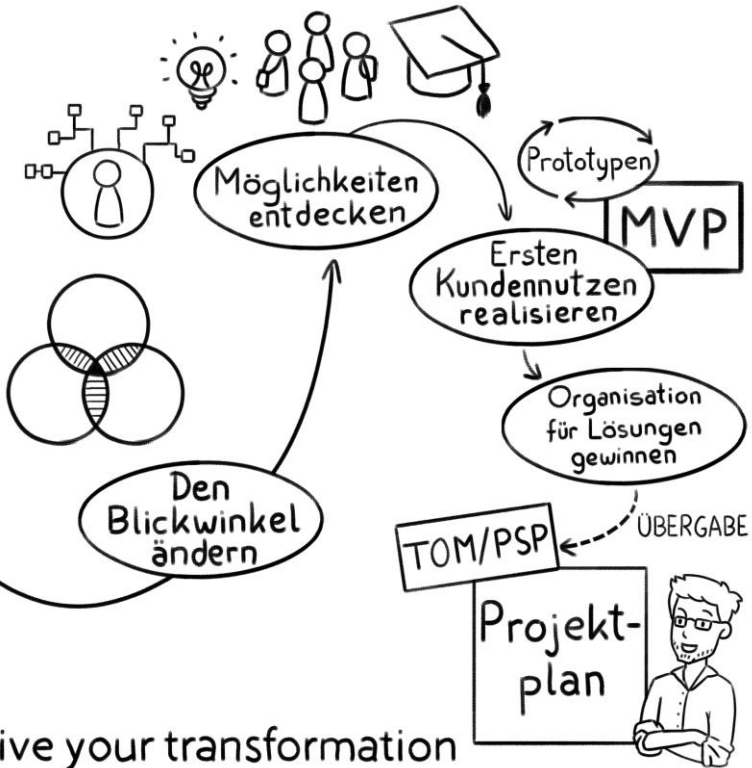 Möglichkeiten
entdecken
Prototypen
MVP
Ersten
Kundennutzen
realisieren
Organisation
für Lösungen
gewinnen
Den
Blickwinkel
ändern
ÜBERGABE
TOM/PSP
Projekt-
plan
ive your transformation